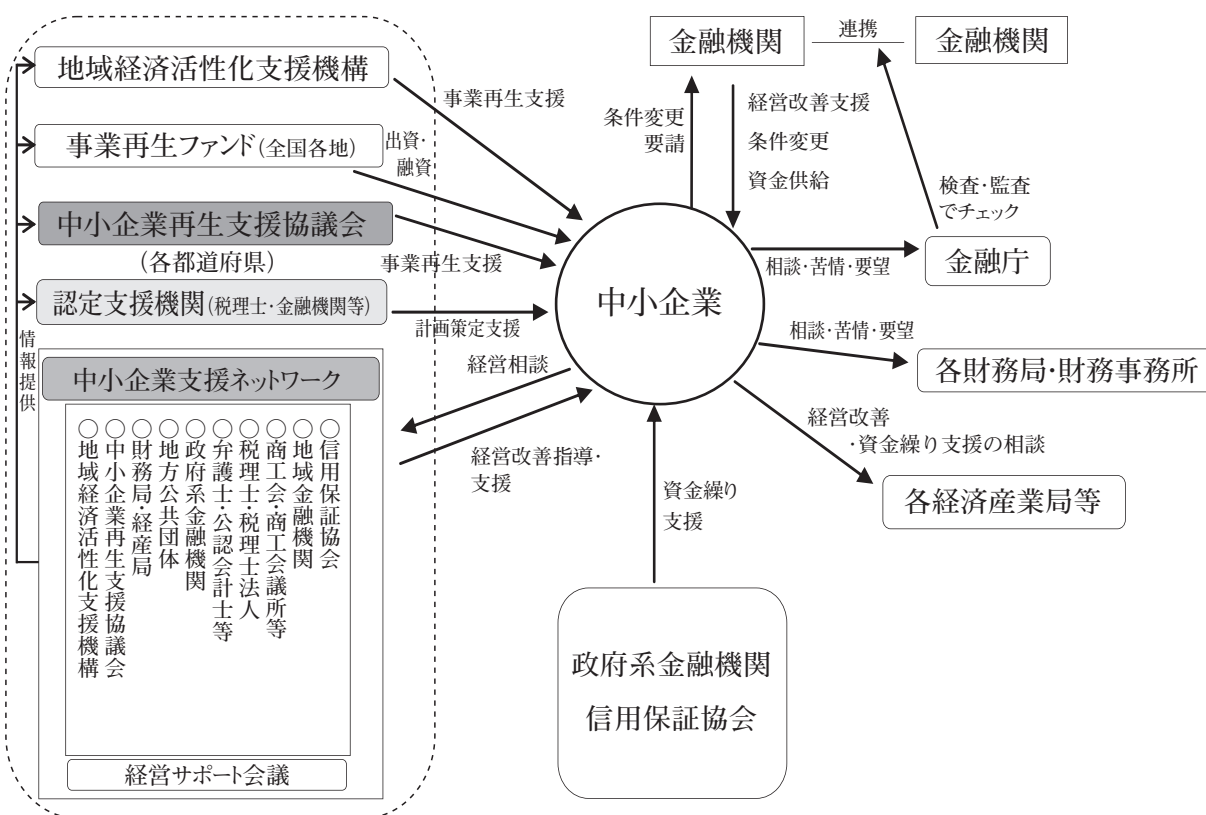 地域経済活性化支援機構
事業再生ファンド(全国各地)
中小企業再生支援協議会
(各都道府県)
認定支援機関(税理士・金融機関等)
情報提供
中小企業支援ネットワーク
○信用保証協会
○地域金融機関
○商工会・商工会議所等
○税理士・税理士法人
○弁護士・公認会計士等
○政府系金融機関
○地方公共団体
○財務局・経産局
○中小企業再生支援協議会
○地域経済活性化支援機構
経営サポート会議
事業再生支援
出資・
融資
事業再生支援
計画策定支援
経営相談
経営改善指導・
支援
中小企業
金融機関
連携
金融機関
条件変更
要請
経営改善支援
条件変更
資金供給
検査・監査
でチェック
相談・苦情・要望
金融庁
相談・苦情・要望
各財務局・財務事務所
経営改善
・資金繰り支援の相談
各経済産業局等
資金繰り
支援
政府系金融機関
信用保証協会